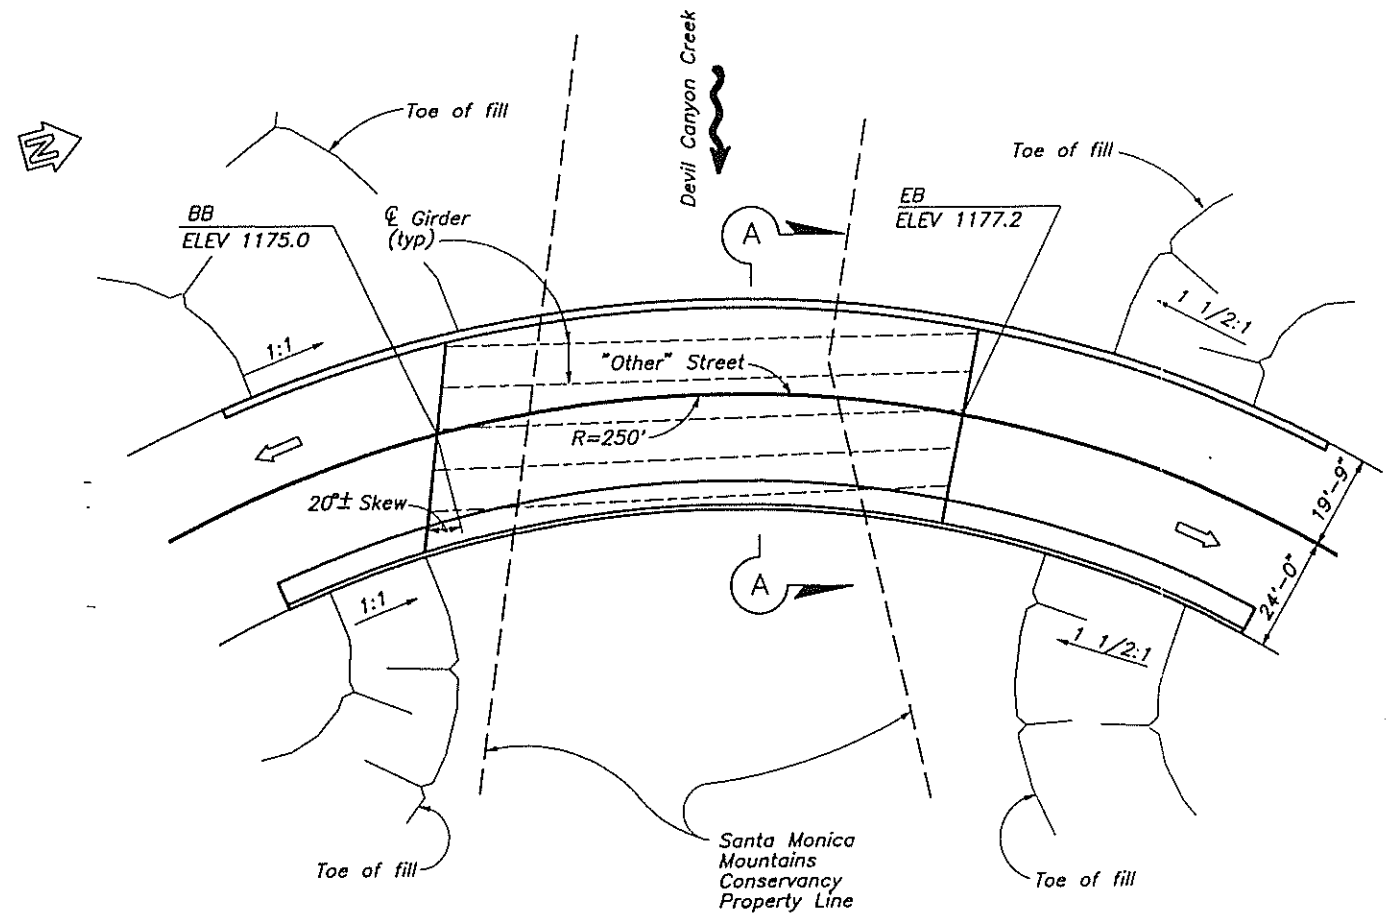 Devil Canyon Creek
Toe of fill
N
Toe of fill
BB
ELEV 1175.0
℄ Girder
(typ)
A
EB
ELEV 1177.2
1 1/2:1
1:1
"Other" Street
R=250'
20°± Skew
19'-9"
24'-0"
A
1:1
1 1/2:1
Santa Monica
Mountains
Conservancy
Property Line
Toe of fill
Toe of fill